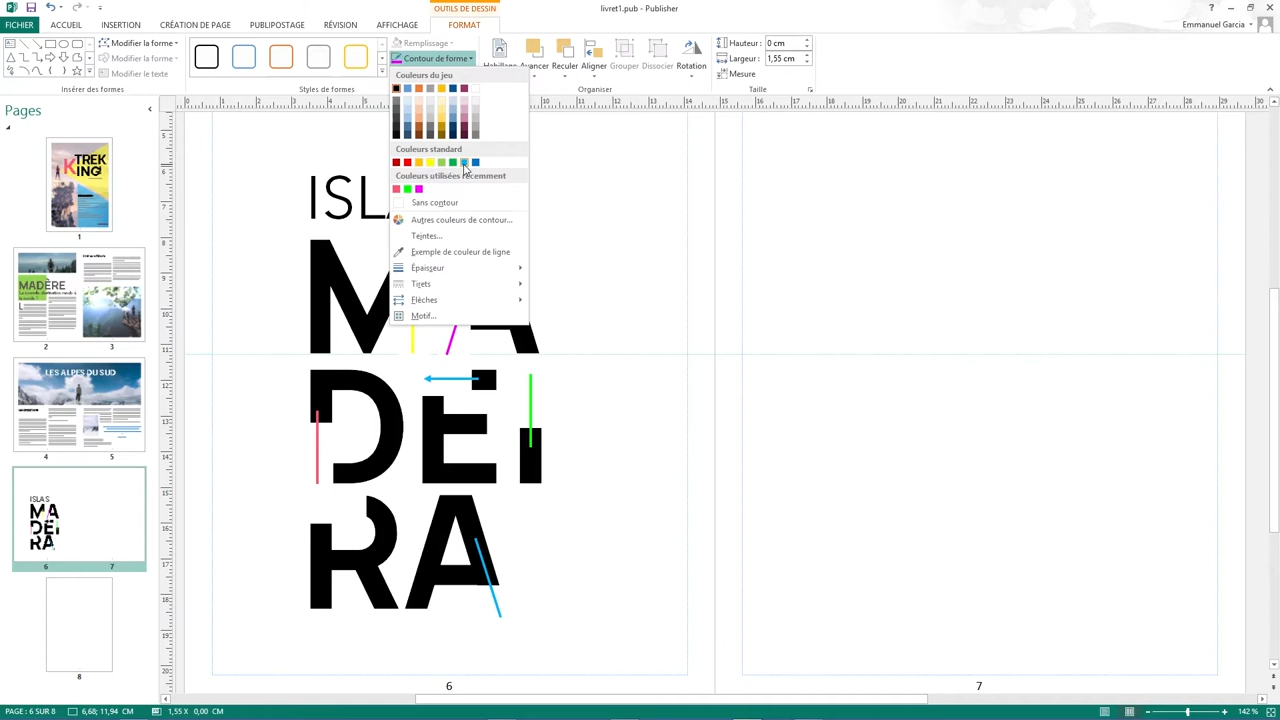 livret1.pub - Publisher
OUTILS DE DESSIN
FICHIER ACCUEIL INSERTION CRÉATION DE PAGE PUBLIPOSTAGE RÉVISION AFFICHAGE FORMAT
Emmanuel Garcia
Modifier la forme
Modifier la forme
Modifier le texte
Insérer des formes
Styles de formes
Remplissage
Contour de forme
Habillage Avancer Reculer Aligner Grouper Dissocier Rotation
Organiser
Hauteur : 0 cm
Largeur : 1,55 cm
Mesure
Taille
Couleurs du jeu
Couleurs standard
Couleurs utilisées récemment
Sans contour
Autres couleurs de contour...
Teintes...
Exemple de couleur de ligne
Épaisseur
Tirets
Flèches
Motif...
Pages
TREK
KING
1
MADÈRE
2 3
LES ALPES DU SUD
4 5
ISLAS
MA
DEI
RA
6 7
8
ISLA
MA
DEI
RA
6 7
PAGE : 6 SUR 8 6,68; 11,94 CM 1,55 X 0,00 CM 142 %